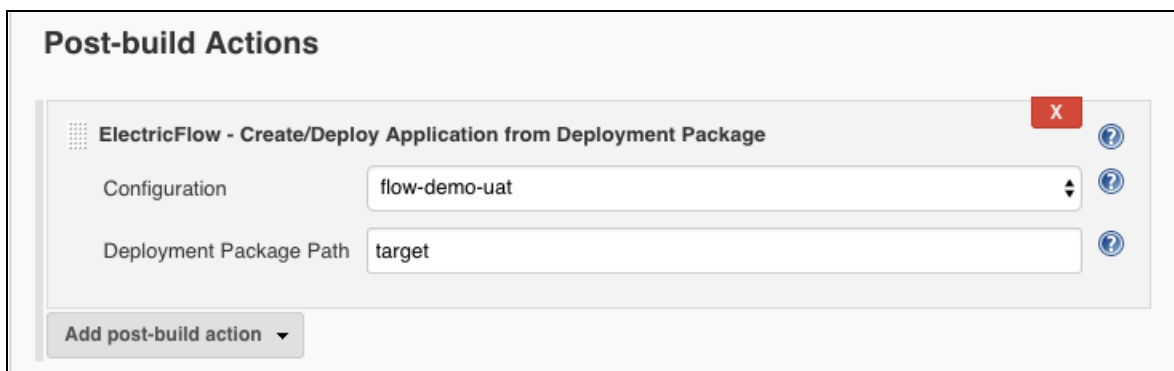 Post-build Actions
X
ElectricFlow - Create/Deploy Application from Deployment Package
?
Configuration
flow-demo-uat
?
Deployment Package Path
target
?
Add post-build action